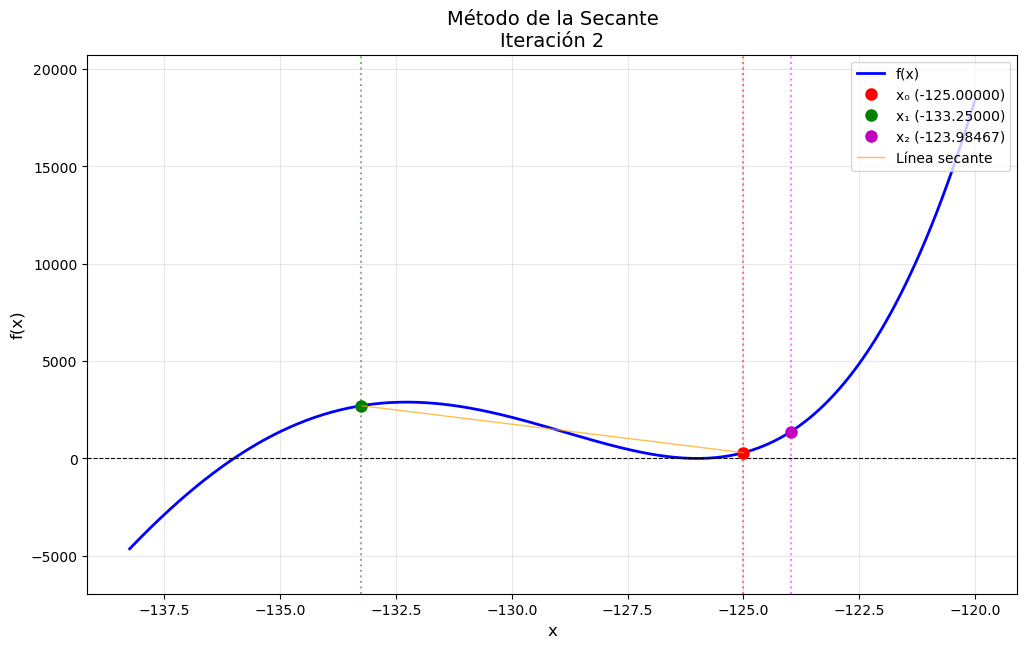 Método de la Secante
Iteración 2
f(x)
x₀ (-125.00000)
x₁ (-133.25000)
x₂ (-123.98467)
Línea secante
20000
15000
10000
5000
0
−5000
f(x)
−137.5 −135.0 −132.5 −130.0 −127.5 −125.0 −122.5 −120.0
x